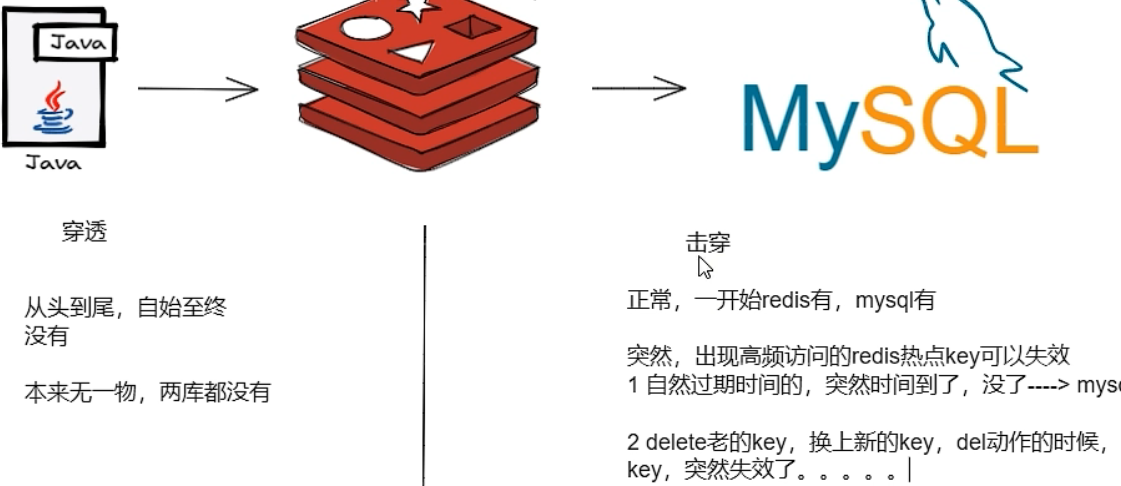 Java
Java
MySQL
穿透
从头到尾，自始至终
没有
本来无一物，两库都没有
击穿
正常，一开始redis有，mysql有
突然，出现高频访问的redis热点key可以失效
1 自然过期时间的，突然时间到了，没了----> mysq
2 delete老的key，换上新的key，del动作的时候，
key，突然失效了。。。。。